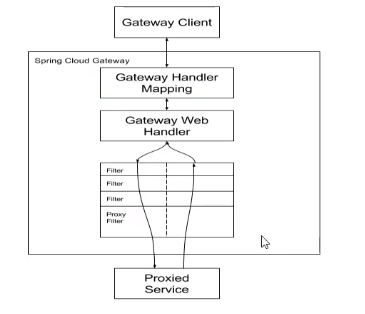 Gateway Client
Spring Cloud Gateway
Gateway Handler
Mapping
Gateway Web
Handler
Filter
Filter
Filter
Proxy
Filter
Proxied
Service